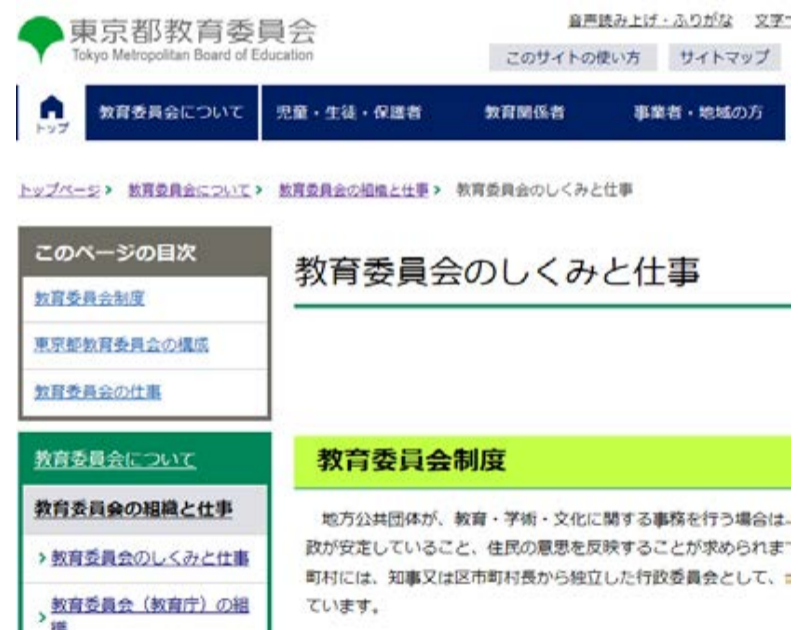 東京都教育委員会
Tokyo Metropolitan Board of Education
音声読み上げ・ふりがな 文字
このサイトの使い方 サイトマップ
トップ 教育委員会について 児童・生徒・保護者 教育関係者 事業者・地域の方
トップページ 教育委員会について 教育委員会の組織と仕事 教育委員会のしくみと仕事
このページの目次
教育委員会制度
東京都教育委員会の構成
教育委員会の仕事
教育委員会について
教育委員会の組織と仕事
教育委員会のしくみと仕事
教育委員会（教育庁）の組
織
教育委員会のしくみと仕事
教育委員会制度
地方公共団体が、教育・学術・文化に関する事務を行う場合は、
政が安定していること、住民の意思を反映することが求められま
町村には、知事又は区市町村長から独立した行政委員会として、
ています。